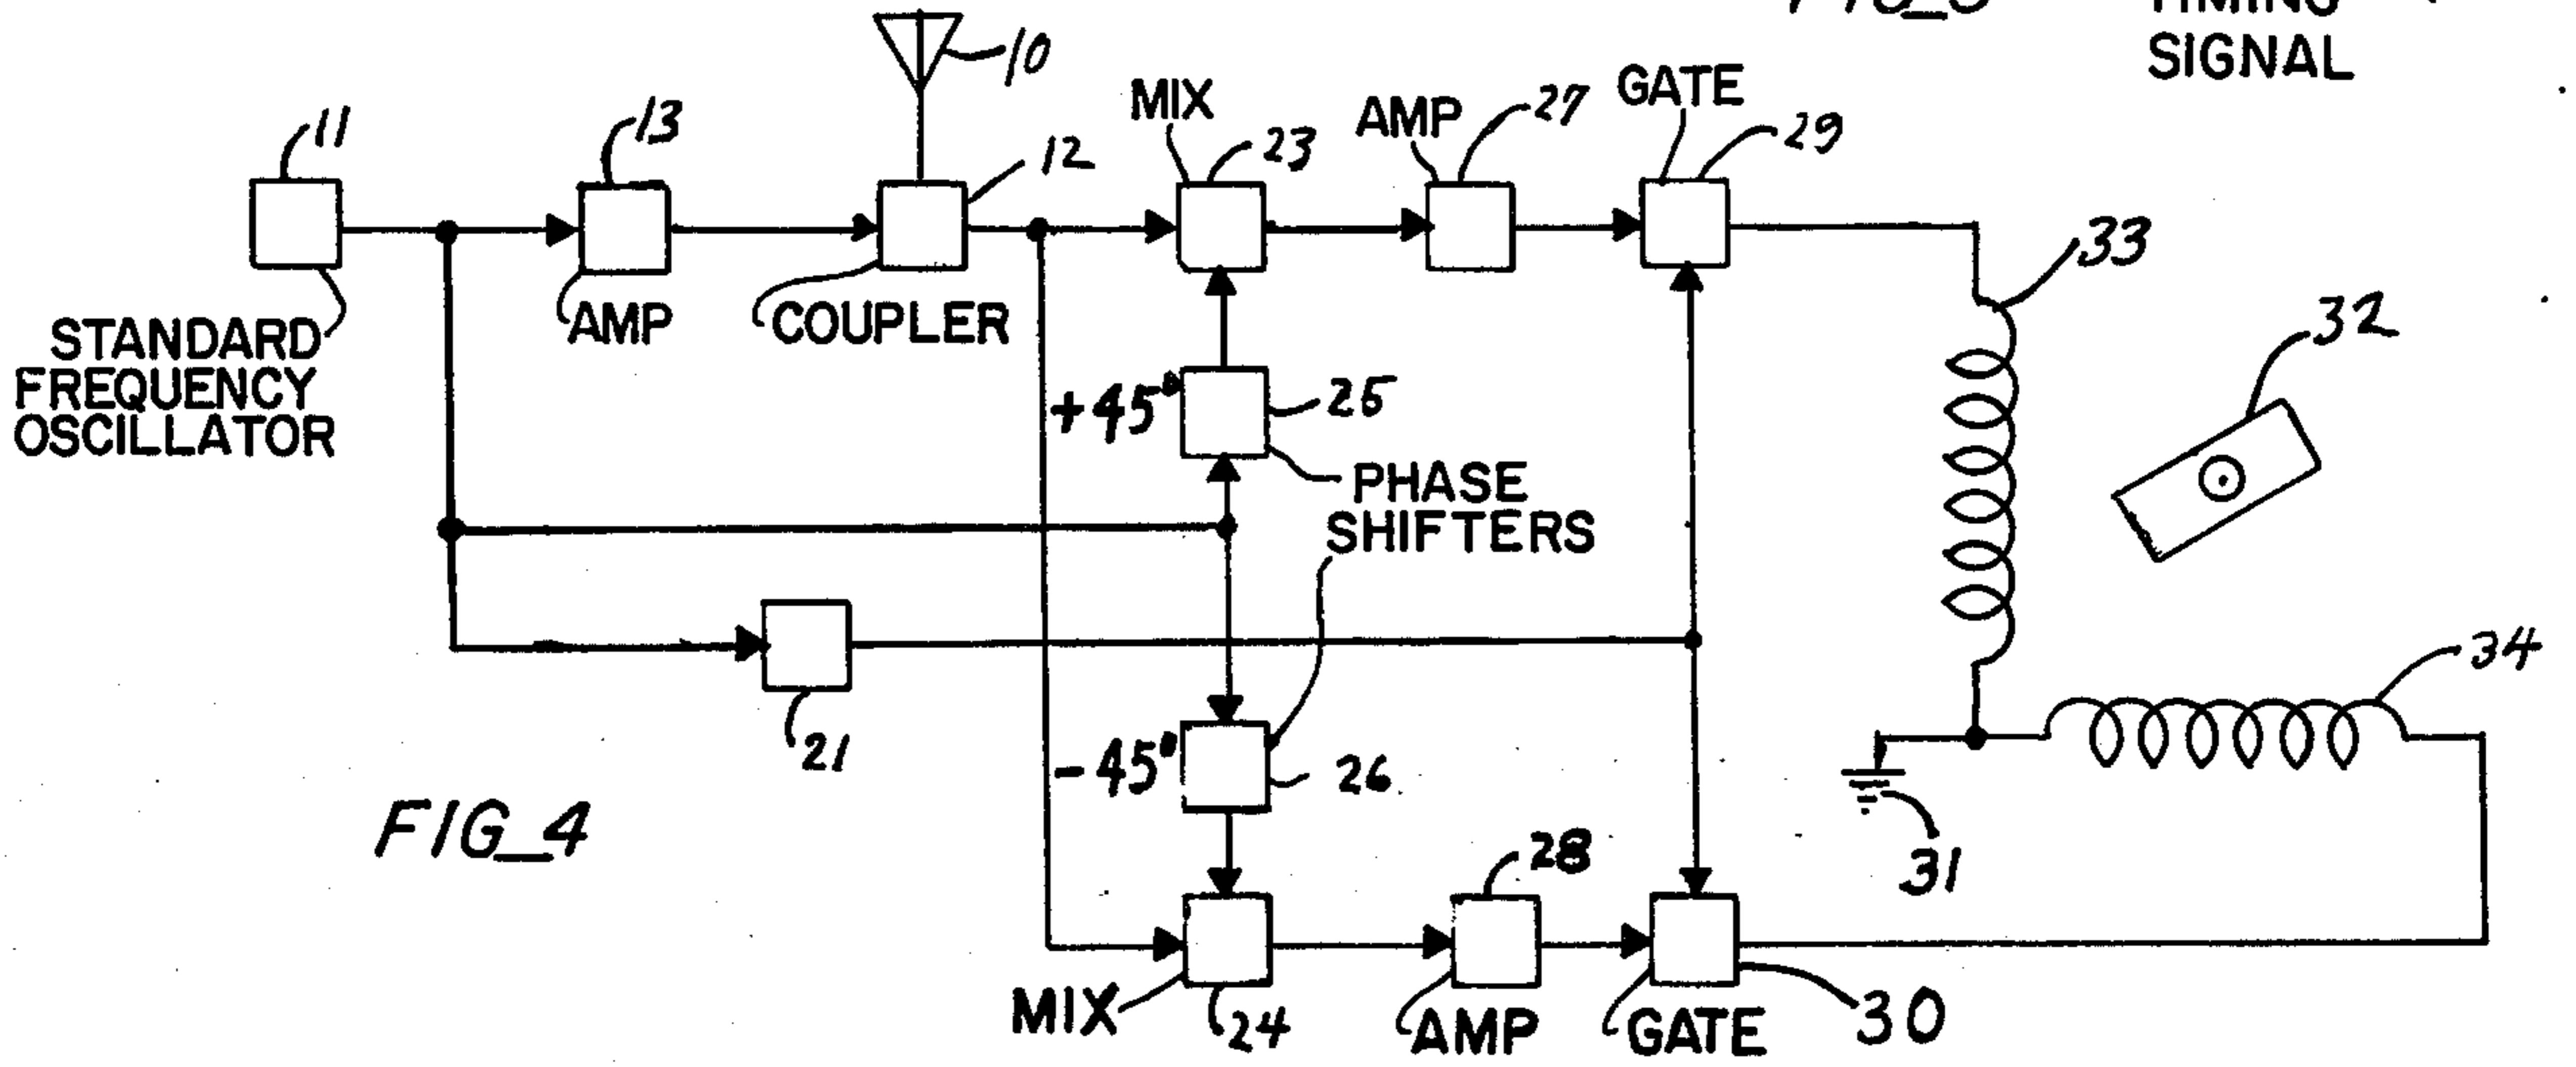 TIMING
SIGNAL
10
11
13
12
MIX
23
AMP
27
GATE
29
33
32
STANDARD
FREQUENCY
OSCILLATOR
AMP
COUPLER
+45°
25
PHASE
SHIFTERS
34
21
-45°
26
FIG_4
28
31
MIX
24
AMP
GATE
30